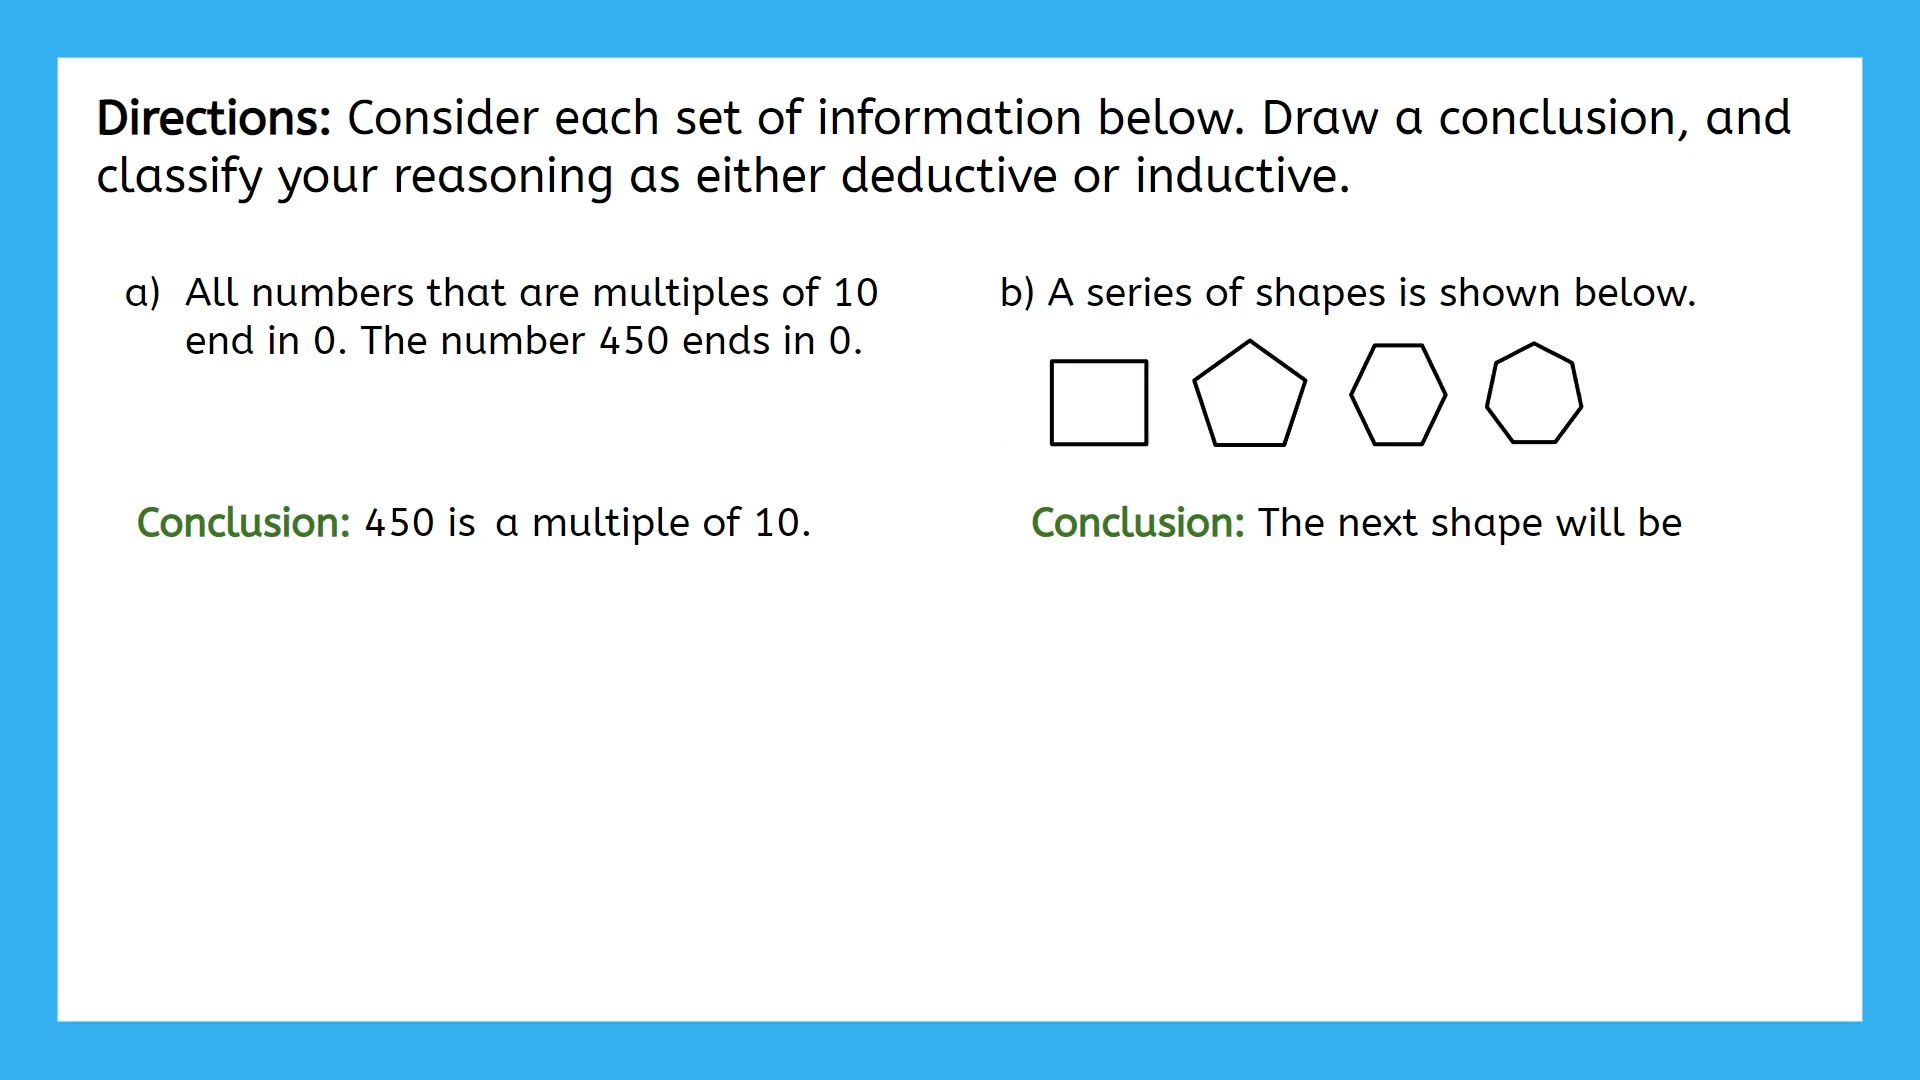 Directions: Consider each set of information below. Draw a conclusion, and
classify your reasoning as either deductive or inductive.
a) All numbers that are multiples of 10
end in 0. The number 450 ends in 0.
Conclusion: 450 is a multiple of 10.
b) A series of shapes is shown below.
Conclusion: The next shape will be